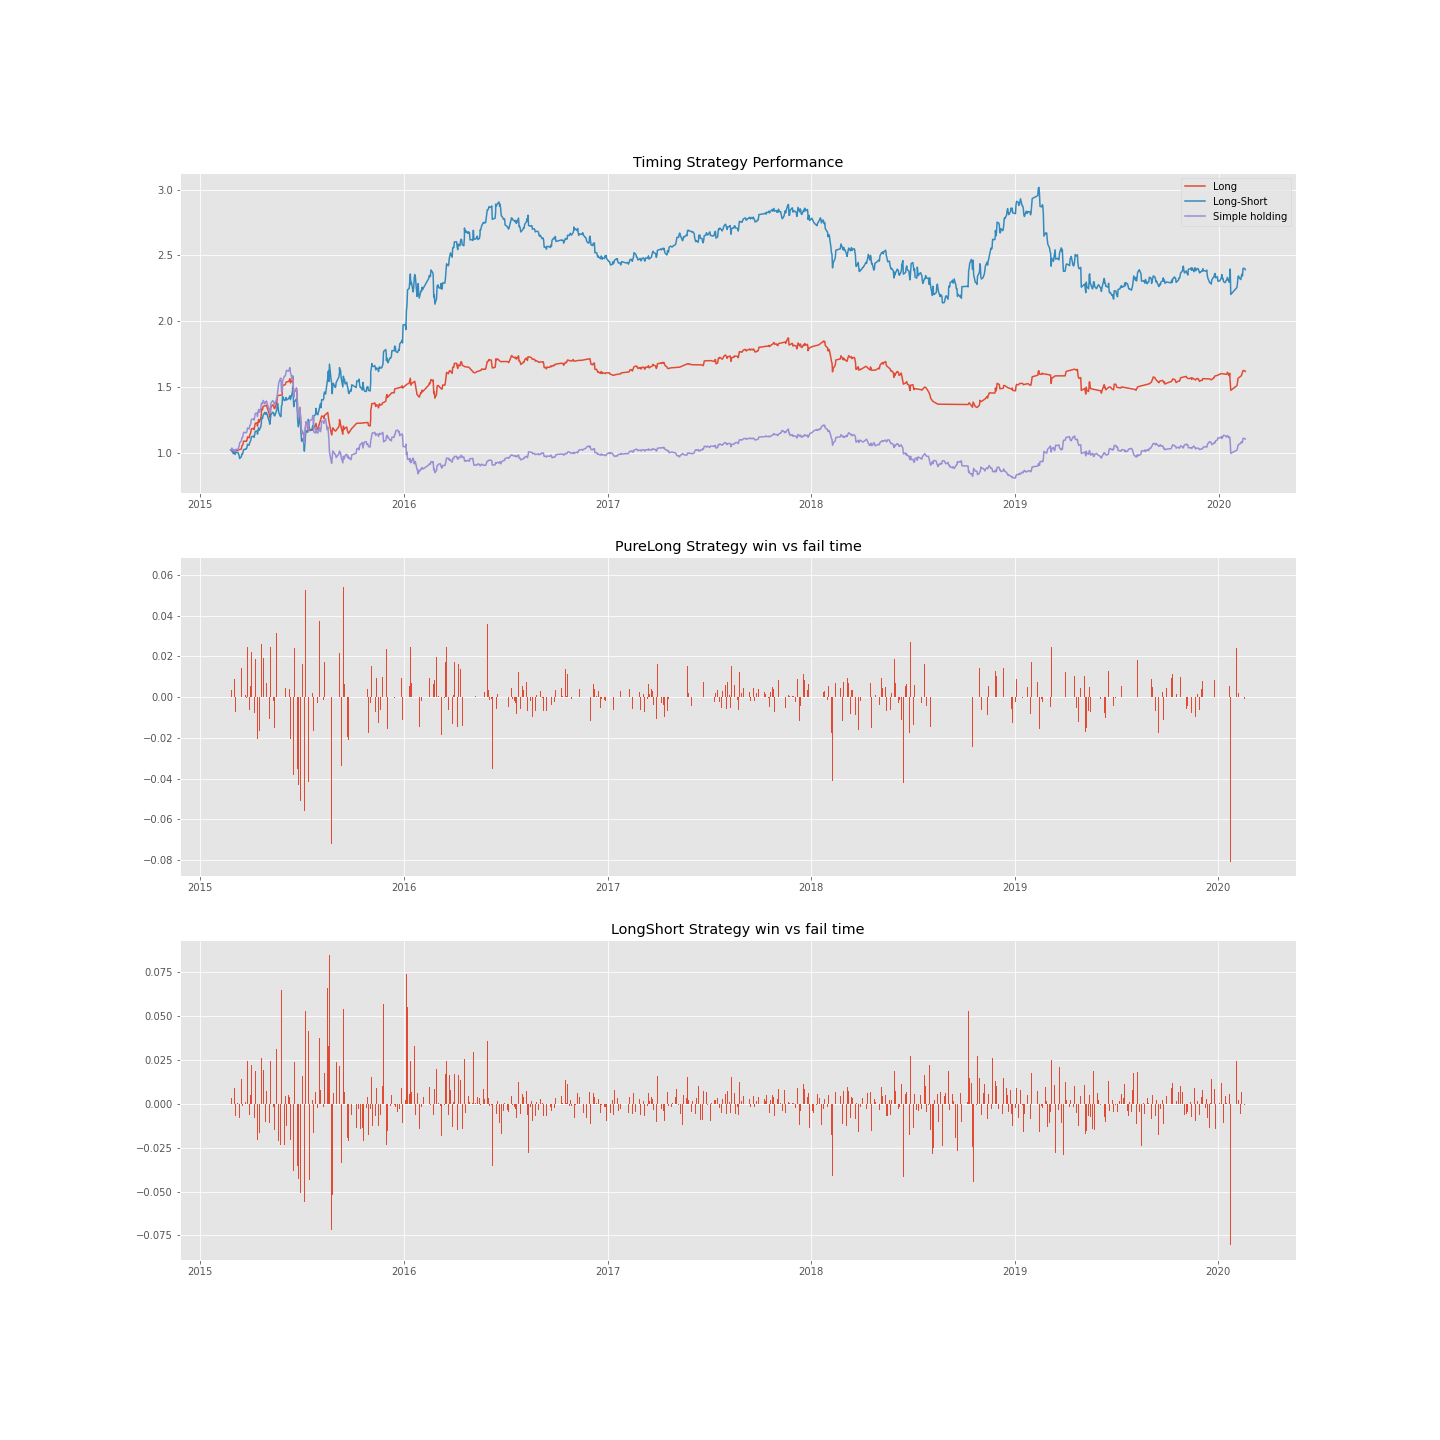 Timing Strategy Performance
3.0
2.5
2.0
1.5
1.0
Long
Long-Short
Simple holding
2015 2016 2017 2018 2019 2020
PureLong Strategy win vs fail time
0.06
0.04
0.02
0.00
−0.02
−0.04
−0.06
−0.08
2015 2016 2017 2018 2019 2020
LongShort Strategy win vs fail time
0.075
0.050
0.025
0.000
−0.025
−0.050
−0.075
2015 2016 2017 2018 2019 2020